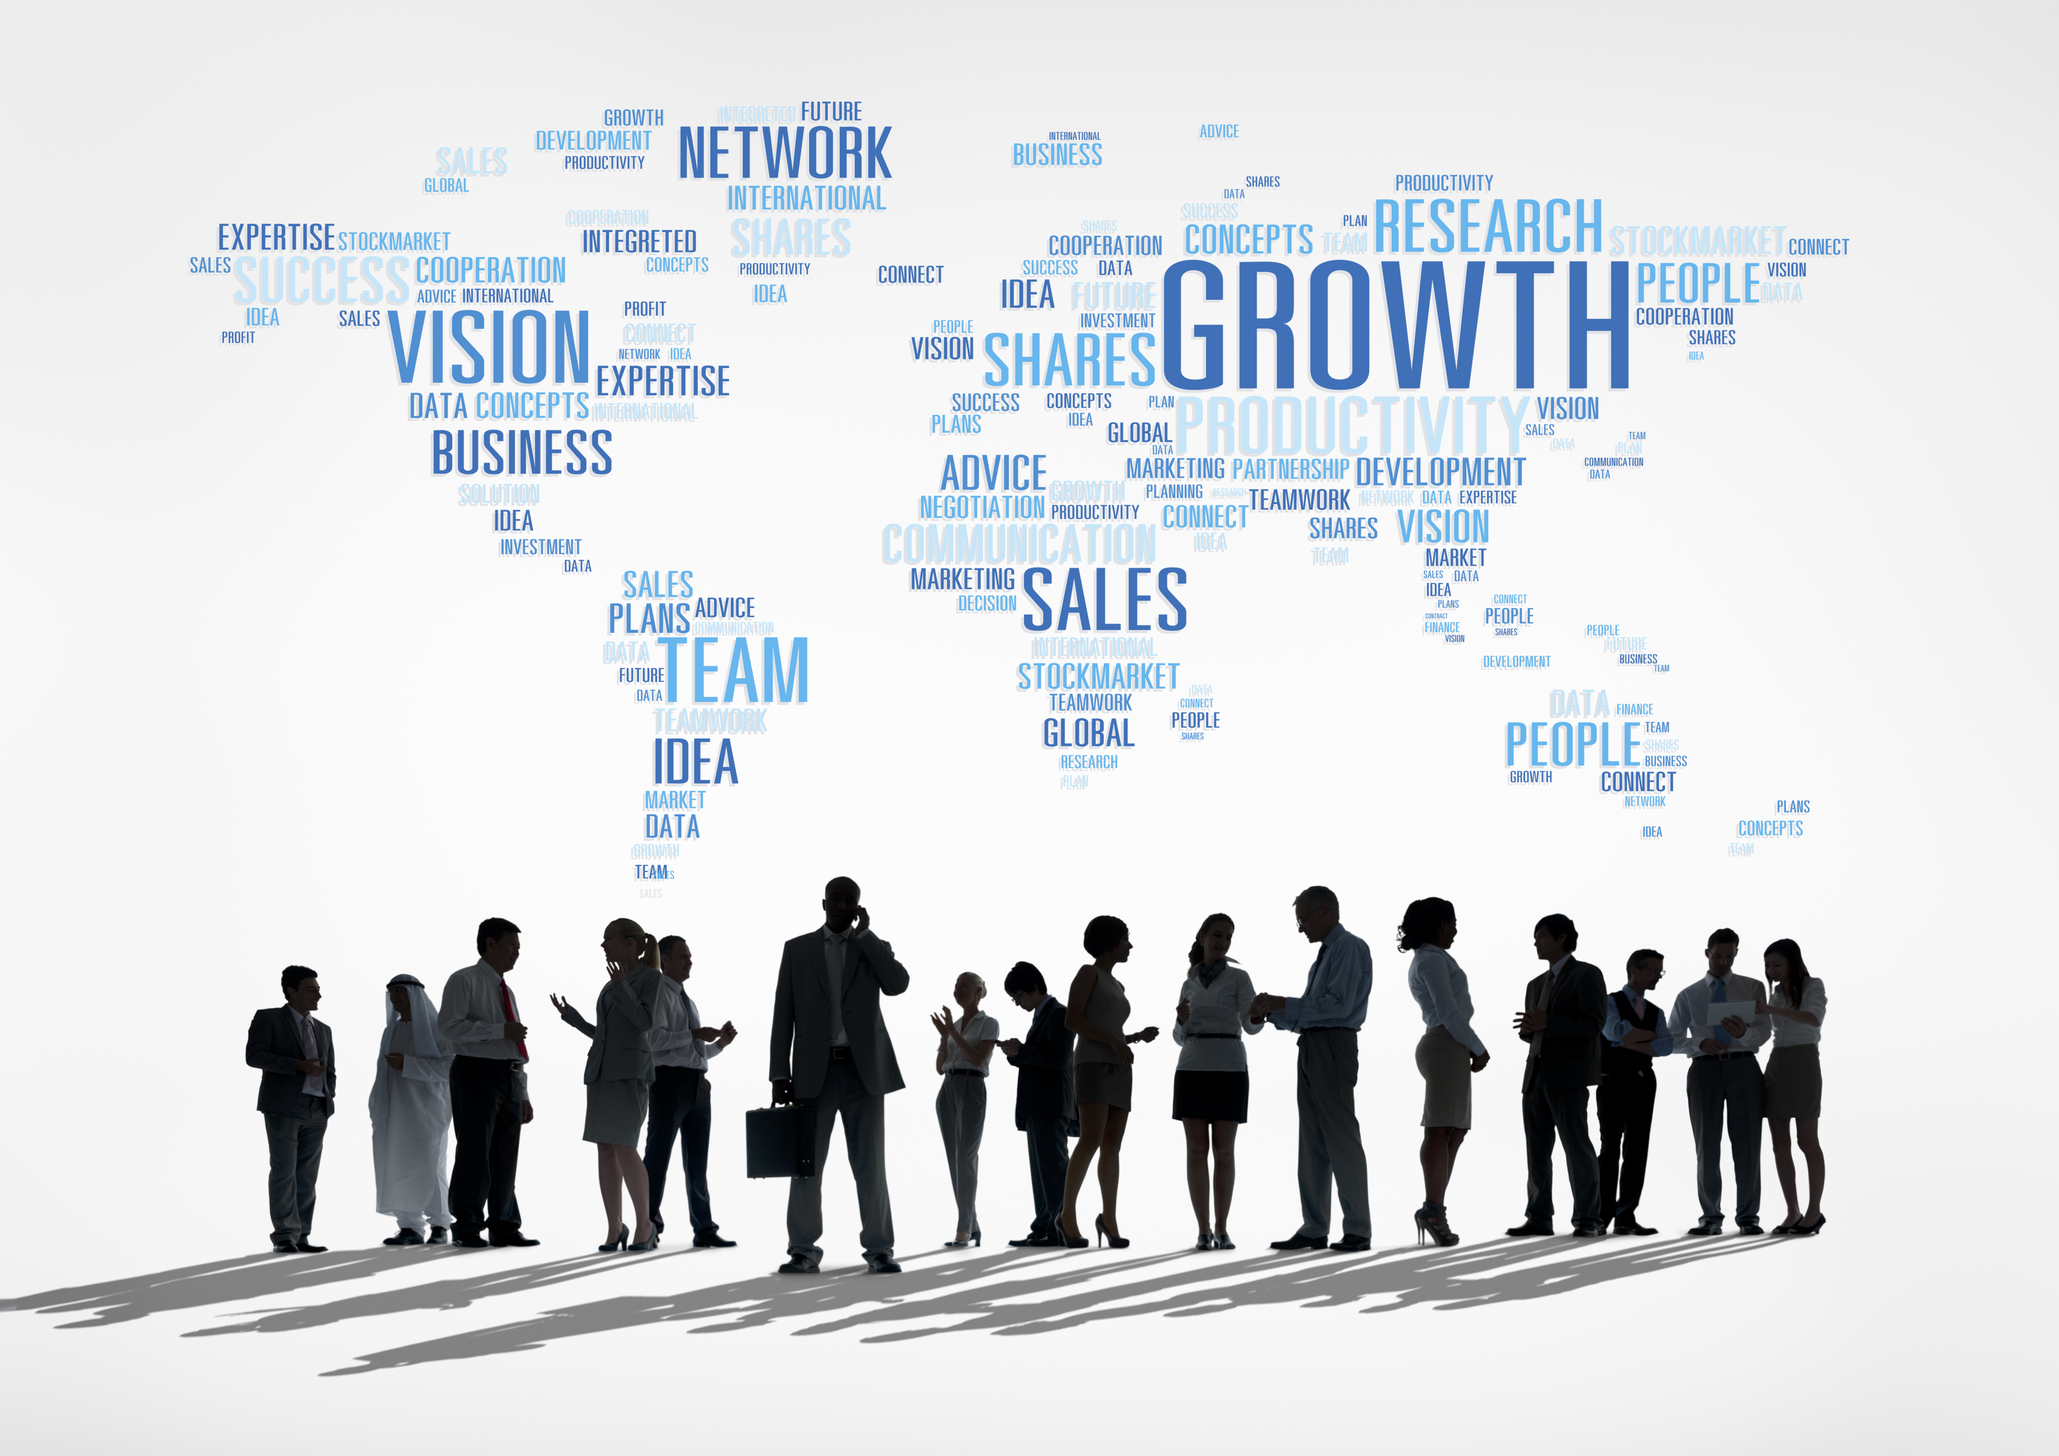 GROWTH
DEVELOPMENT
PRODUCTIVITY
SALES
GLOBAL
INTEGRETED FUTURE
NETWORK
INTERNATIONAL
SHARES
PRODUCTIVITY
IDEA
COOPERATION
INTEGRETED
CONCEPTS
EXPERTISE STOCKMARKET
SALES SUCCESS COOPERATION
ADVICE INTERNATIONAL
IDEA SALES
PROFIT
VISION
PROFIT
CONNECT
NETWORK IDEA
EXPERTISE
DATA CONCEPTS INTERNATIONAL
BUSINESS
SOLUTION
IDEA
INVESTMENT
DATA
SALES
PLANS ADVICE
COMMUNICATION
DATA TEAM
FUTURE
DATA
TEAMWORK
IDEA
MARKET
DATA
GROWTH
TEAM SALES
SALES
CONNECT
INTERNATIONAL
BUSINESS
ADVICE
SHARES
DATA
SUCCESS
SHARES
COOPERATION CONCEPTS
SUCCESS DATA
IDEA FUTURE
INVESTMENT
PEOPLE
VISION SHARES
SUCCESS CONCEPTS PLAN
PLANS IDEA
GLOBAL
DATA
PRODUCTIVITY
PLAN
TEAM RESEARCH STOCKMARKET CONNECT
GROWTH
PEOPLE VISION
DATA
COOPERATION
SHARES
IDEA
PRODUCTIVITY VISION
SALES DATA
TEAM
PLAN
COMMUNICATION
DATA
MARKETING PARTNERSHIP DEVELOPMENT
PLANNING RESEARCH TEAMWORK NETWORK DATA EXPERTISE
CONNECT SHARES VISION
IDEA TEAM
MARKET
SALES DATA
IDEA
PLANS
CONTRACT
FINANCE
VISION
CONNECT
PEOPLE
SHARES
DEVELOPMENT
PEOPLE
FUTURE
BUSINESS
TEAM
ADVICE GROWTH
NEGOTIATION PRODUCTIVITY
COMMUNICATION
MARKETING SALES
DECISION
INTERNATIONAL
STOCKMARKET
TEAMWORK
GLOBAL
RESEARCH
PLAN
DATA
CONNECT
PEOPLE
SHARES
DATA FINANCE
PEOPLE TEAM
SHARES
BUSINESS
GROWTH CONNECT
NETWORK
IDEA
PLANS
CONCEPTS
TEAM